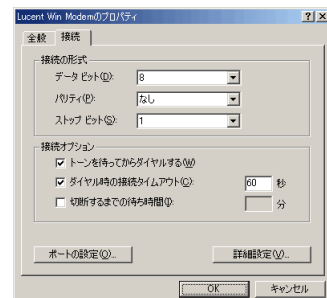 Lucent Win Modemのプロパティ
全般 接続
接続の形式
データ ビット(D): 8
パリティ(P): なし
ストップ ビット(S): 1
接続オプション
トーンを待ってからダイヤルする(W)
ダイヤル時の接続タイムアウト(C): 60 秒
切断するまでの待ち時間(I): 分
ポートの設定(O)... 詳細設定(V)...
OK キャンセル